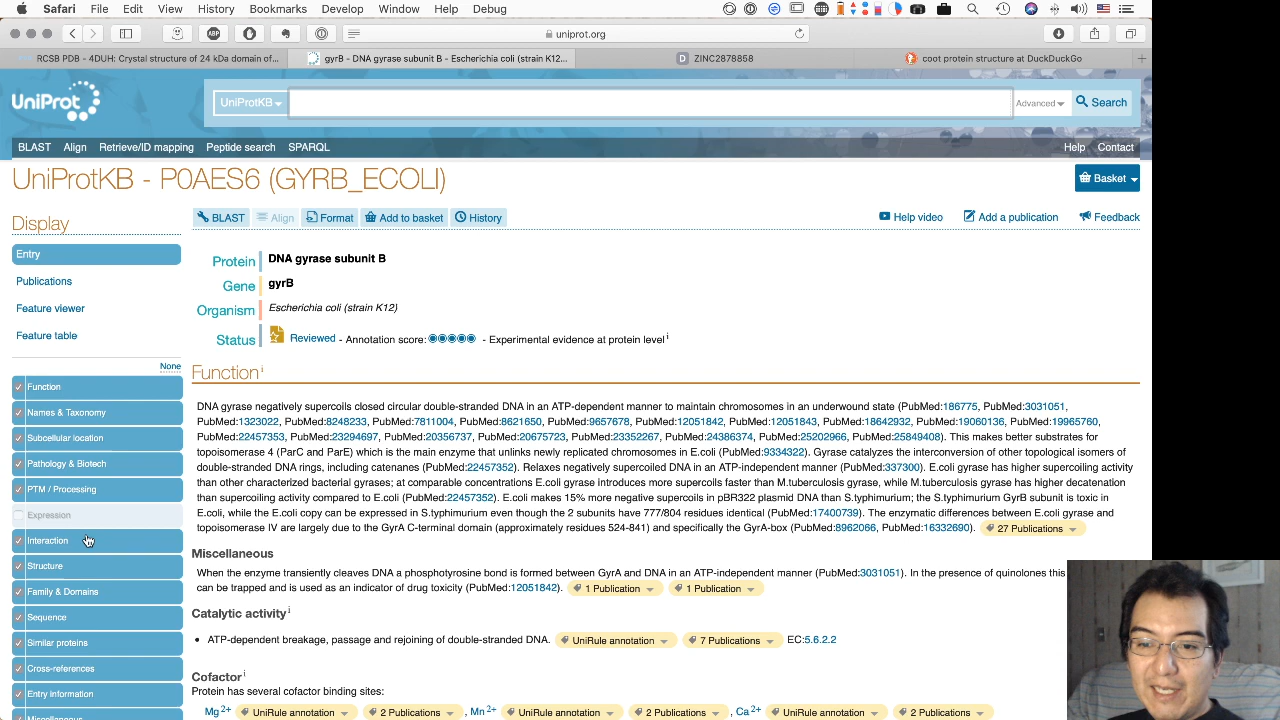 Safari File Edit View History Bookmarks Develop Window Help Debug
uniprot.org
RCSB PDB - 4DUH: Crystal structure of 24 kDa domain of...
gyrB - DNA gyrase subunit B - Escherichia coli (strain K12...
ZINC2878858
coot protein structure at DuckDuckGo
UniProt
UniProtKB
Advanced
Search
BLAST Align Retrieve/ID mapping Peptide search SPARQL
Help Contact
UniProtKB - P0AES6 (GYRB_ECOLI)
Basket
Display
BLAST Align Format Add to basket History
Help video Add a publication Feedback
Entry
Publications
Feature viewer
Feature table
None
Function
Names & Taxonomy
Subcellular location
Pathology & Biotech
PTM / Processing
Expression
Interaction
Structure
Family & Domains
Sequence
Similar proteins
Cross-references
Entry information
Miscellaneous
Protein DNA gyrase subunit B
Gene gyrB
Organism Escherichia coli (strain K12)
Status Reviewed - Annotation score: - Experimental evidence at protein level i
Function i
DNA gyrase negatively supercoils closed circular double-stranded DNA in an ATP-dependent manner to maintain chromosomes in an underwound state (PubMed:186775, PubMed:3031051,
PubMed:1323022, PubMed:8248233, PubMed:7811004, PubMed:8621650, PubMed:9657678, PubMed:12051842, PubMed:12051843, PubMed:18642932, PubMed:19060136, PubMed:19965760,
PubMed:22457353, PubMed:23294697, PubMed:20356737, PubMed:20675723, PubMed:23352267, PubMed:24386374, PubMed:25202966, PubMed:25849408). This makes better substrates for
topoisomerase 4 (ParC and ParE) which is the main enzyme that unlinks newly replicated chromosomes in E.coli (PubMed:9334322). Gyrase catalyzes the interconversion of other topological isomers of
double-stranded DNA rings, including catenanes (PubMed:22457352). Relaxes negatively supercoiled DNA in an ATP-independent manner (PubMed:337300). E.coli gyrase has higher supercoiling activity
than other characterized bacterial gyrases; at comparable concentrations E.coli gyrase introduces more supercoils faster than M.tuberculosis gyrase, while M.tuberculosis gyrase has higher decatenation
than supercoiling activity compared to E.coli (PubMed:22457352). E.coli makes 15% more negative supercoils in pBR322 plasmid DNA than S.typhimurium; the S.typhimurium GyrB subunit is toxic in
E.coli, while the E.coli copy can be expressed in S.typhimurium even though the 2 subunits have 777/804 residues identical (PubMed:17400739). The enzymatic differences between E.coli gyrase and
topoisomerase IV are largely due to the GyrA C-terminal domain (approximately residues 524-841) and specifically the GyrA-box (PubMed:8962066, PubMed:16332690). 27 Publications
Miscellaneous
When the enzyme transiently cleaves DNA a phosphotyrosine bond is formed between GyrA and DNA in an ATP-independent manner (PubMed:3031051). In the presence of quinolones this
can be trapped and is used as an indicator of drug toxicity (PubMed:12051842). 1 Publication 1 Publication
Catalytic activity i
• ATP-dependent breakage, passage and rejoining of double-stranded DNA. UniRule annotation 7 Publications EC:5.6.2.2
Cofactor i
Protein has several cofactor binding sites:
Mg2+ UniRule annotation 2 Publications , Mn2+ UniRule annotation 2 Publications , Ca2+ UniRule annotation 2 Publications